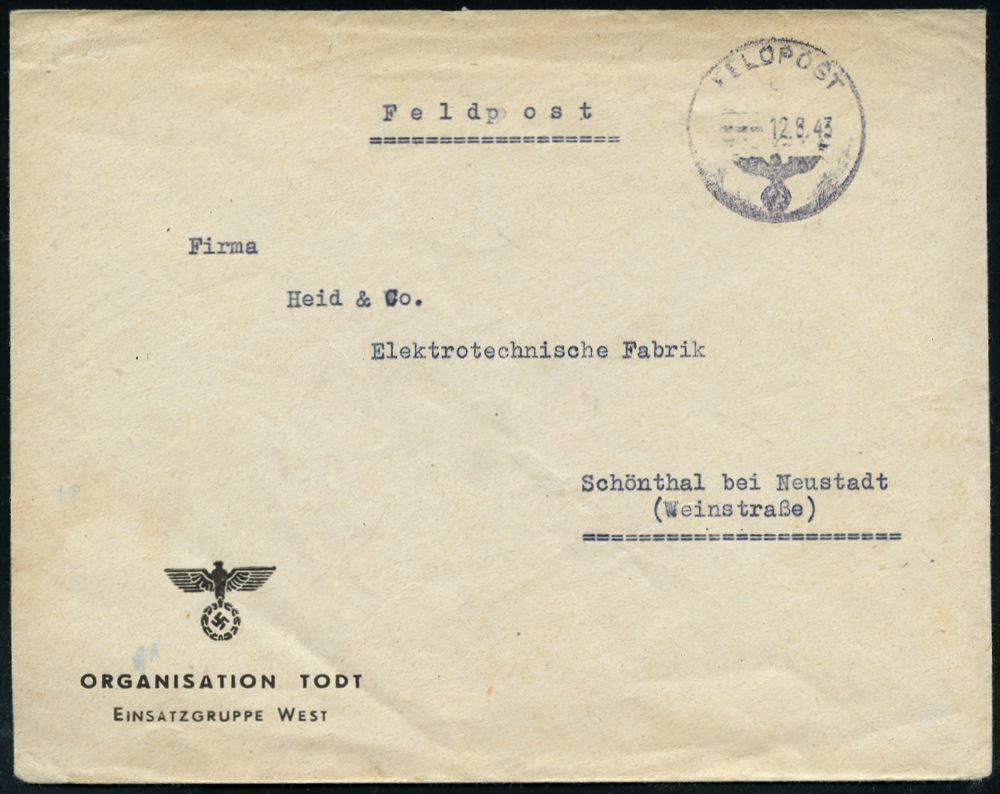 FELDPOST
12.8.43
Feldpost
Firma
Heid & Co.
Elektrotechnische Fabrik
Schönthal bei Neustadt
(Weinstraße)
ORGANISATION TODT
EINSATZGRUPPE WEST